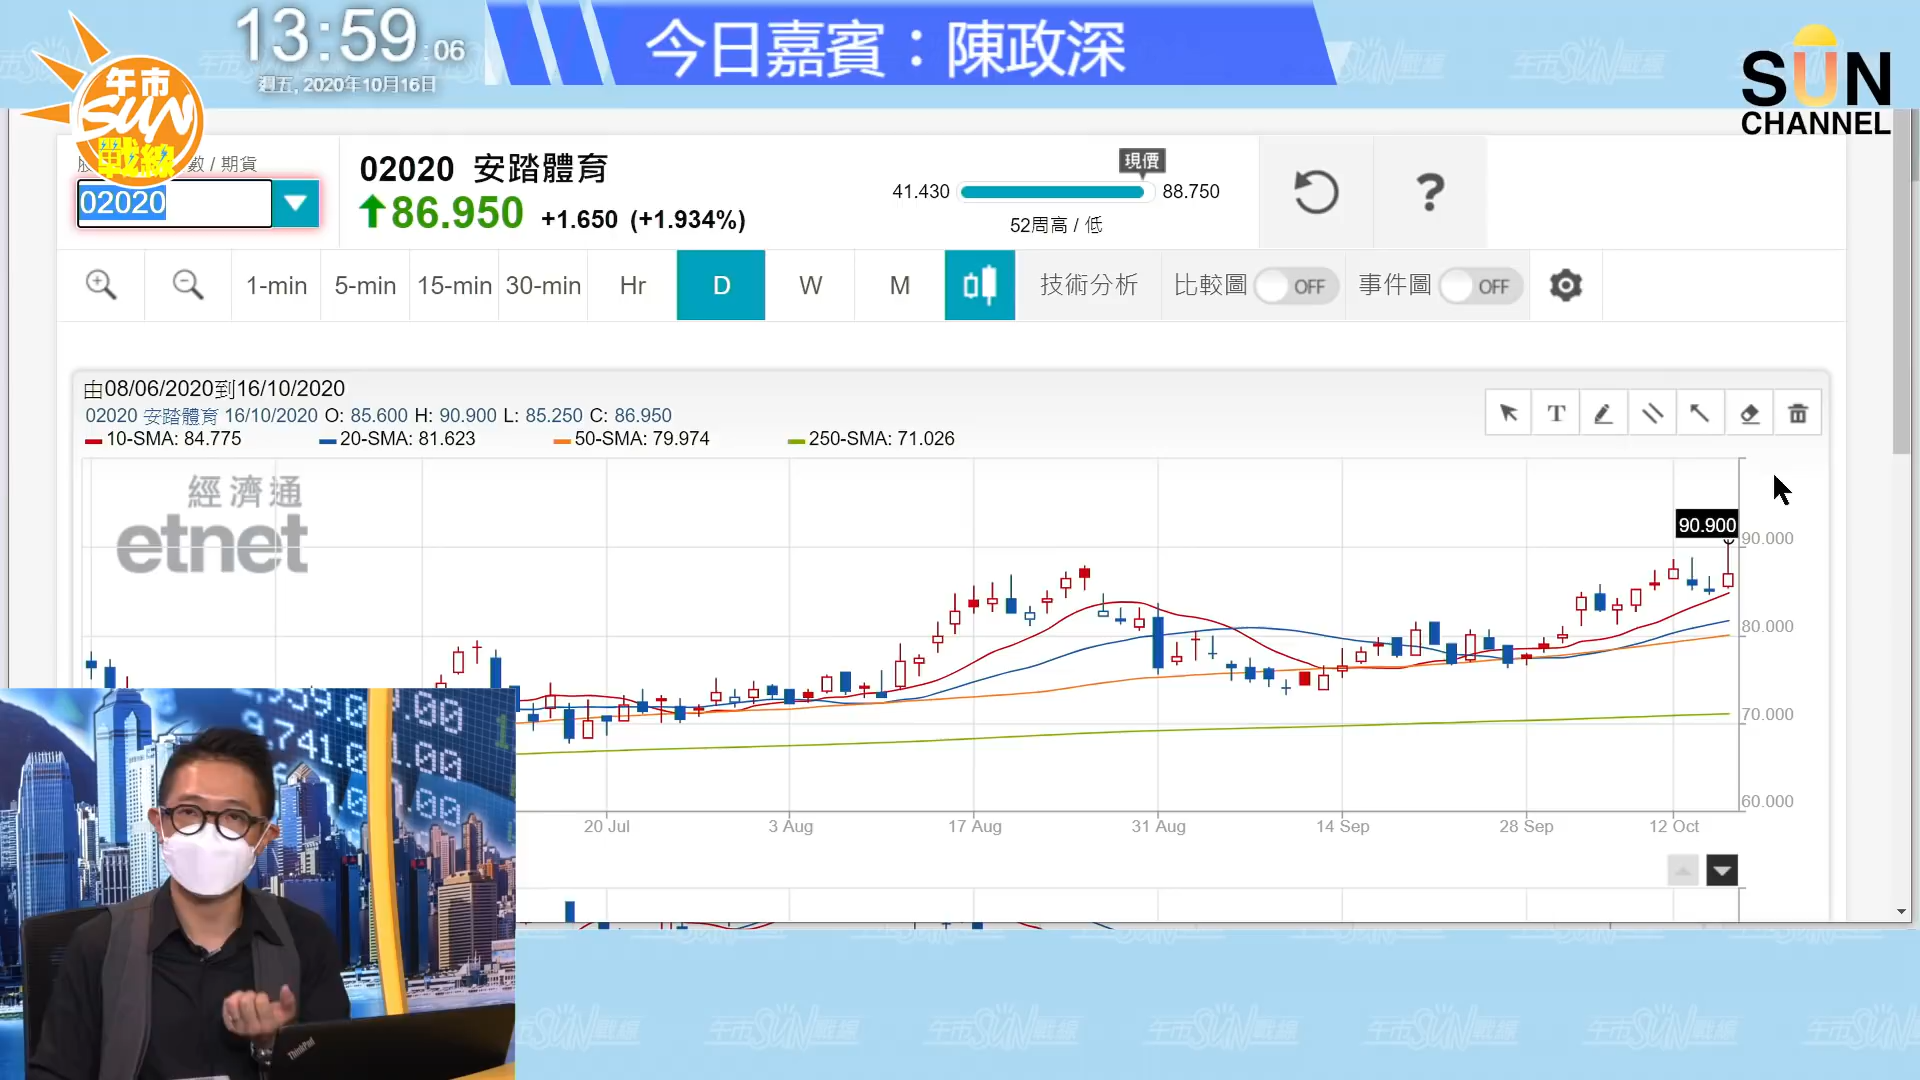 13:59:06
週五, 2020年10月16日
今日嘉賓：陳政深
午市
SUN
戰線
SUN
CHANNEL
數 / 期貨
02020
02020 安踏體育
86.950 +1.650 (+1.934%)
現價
41.430 88.750
52周高 / 低
?
1-min 5-min 15-min 30-min Hr D W M 技術分析 比較圖 OFF 事件圖 OFF
由08/06/2020到16/10/2020
02020 安踏體育 16/10/2020 O: 85.600 H: 90.900 L: 85.250 C: 86.950
10-SMA: 84.775 20-SMA: 81.623 50-SMA: 79.974 250-SMA: 71.026
T
經濟通
etnet
90.900
90.000
80.000
70.000
60.000
20 Jul 3 Aug 17 Aug 31 Aug 14 Sep 28 Sep 12 Oct
ThinkPad